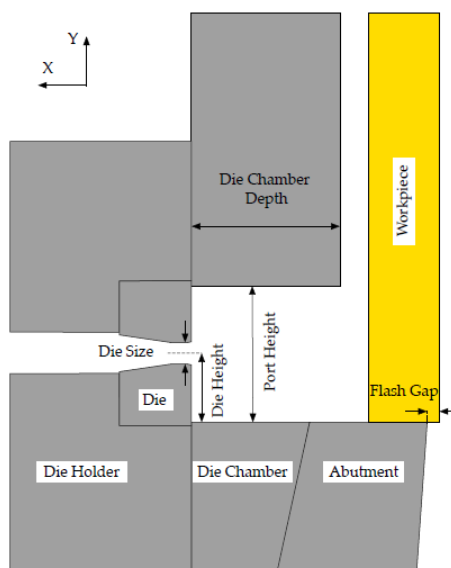 Y
X
Die Chamber
Depth
Workpiece
Port Height
Die Size
Die Height
Flash Gap
Die
Die Holder
Die Chamber
Abutment